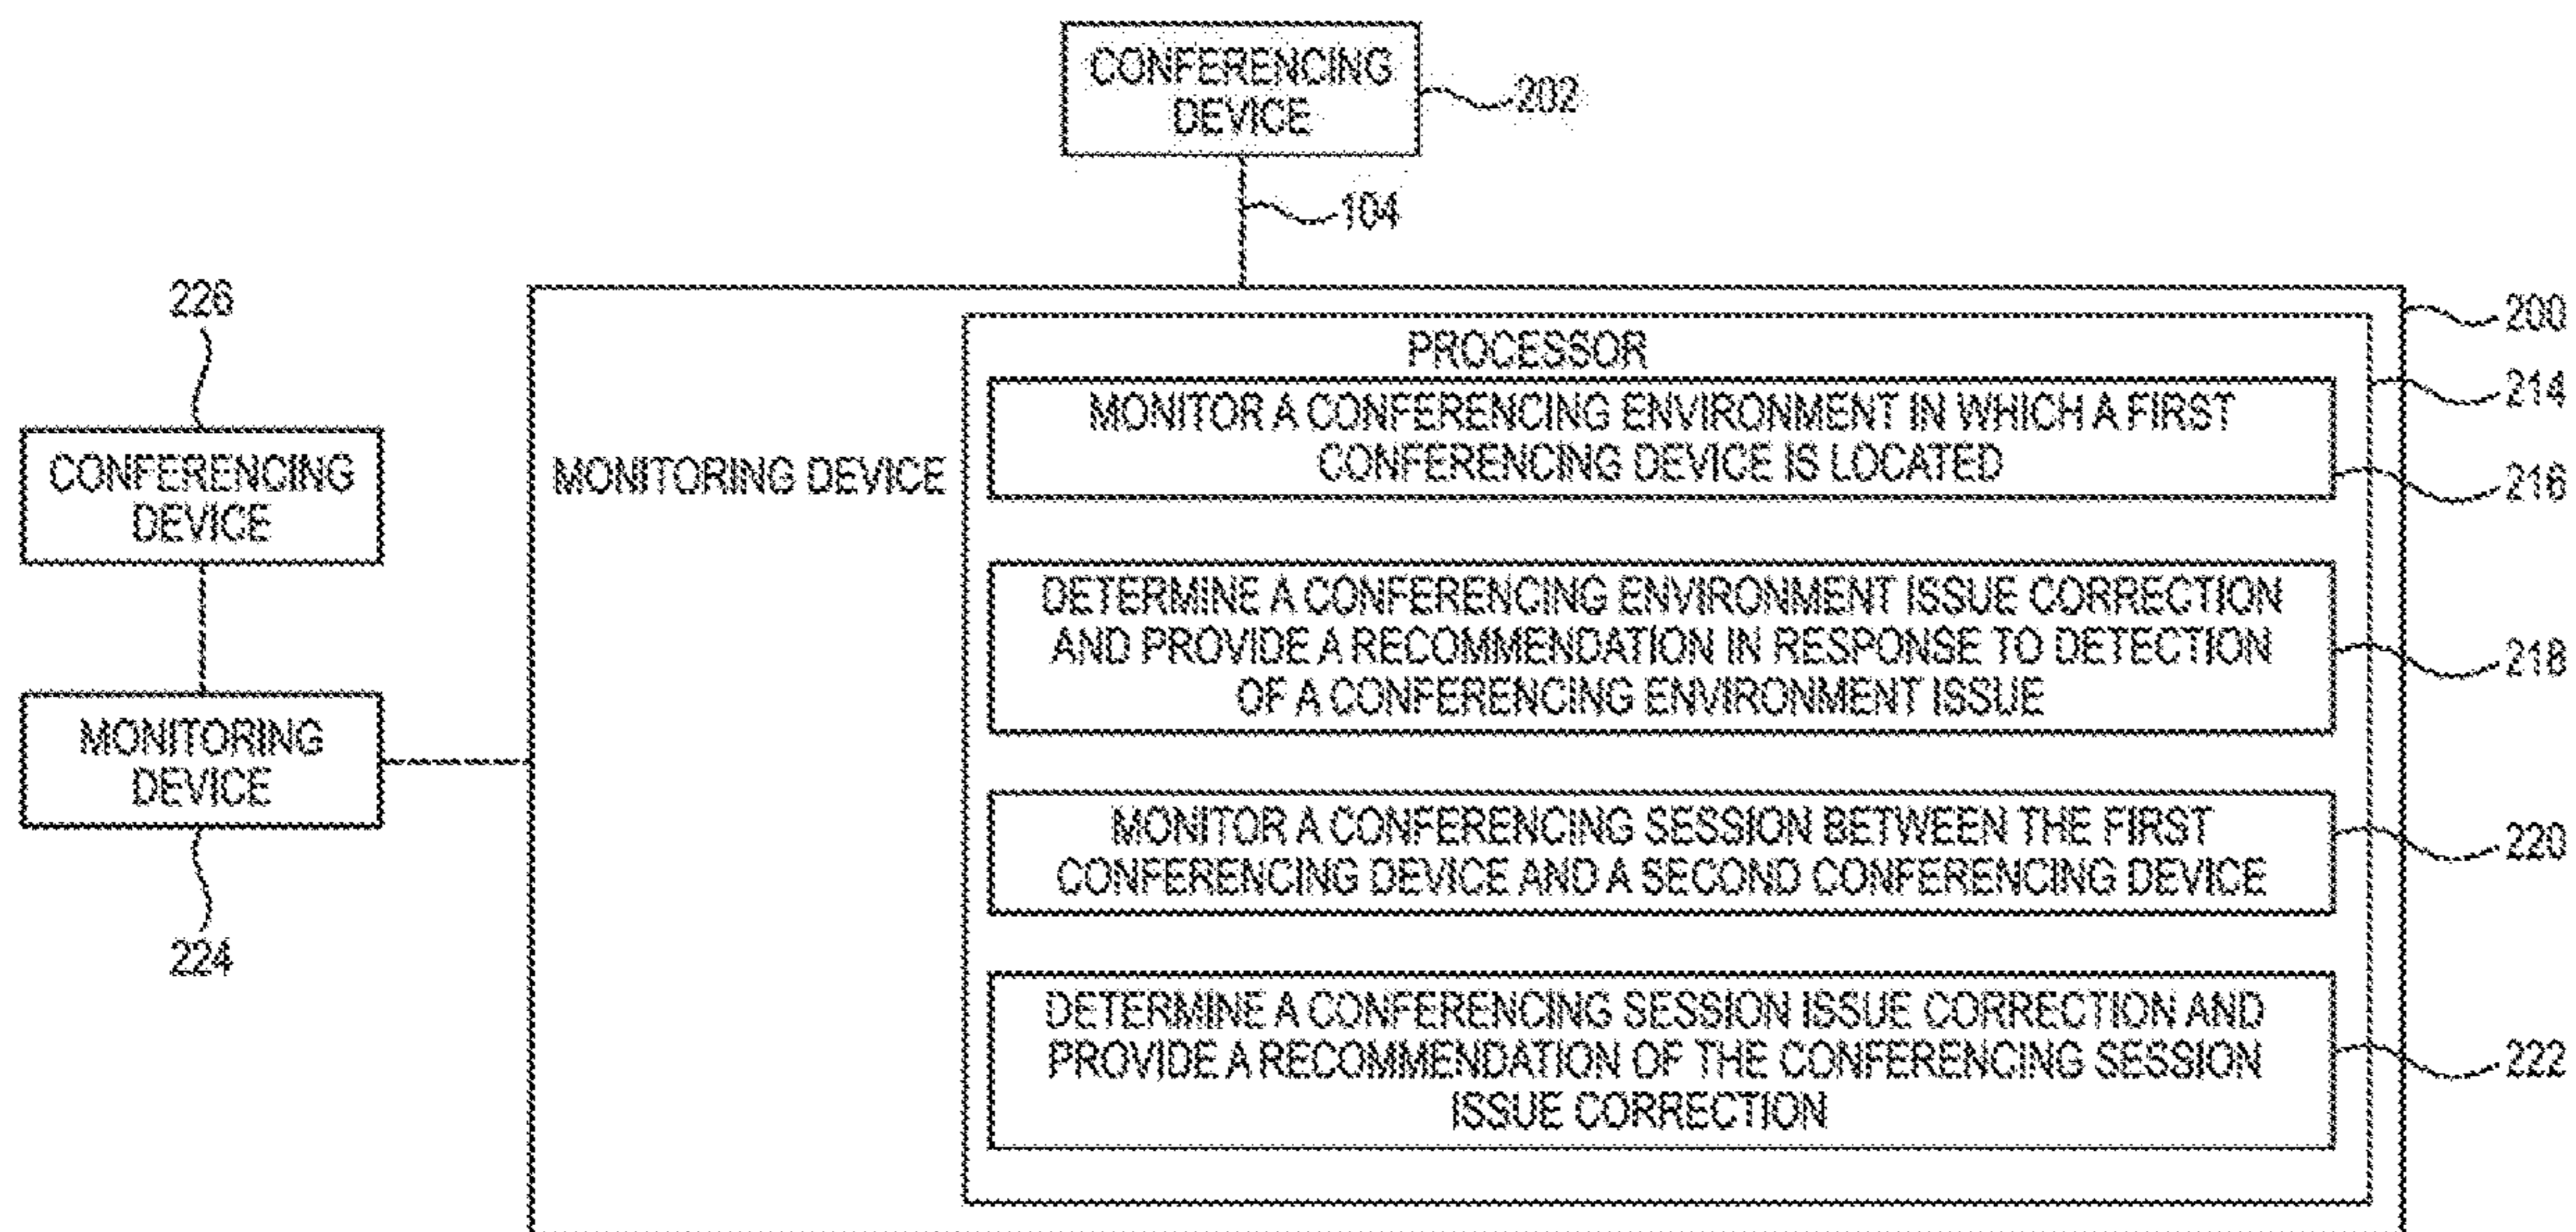 CONFERENCING
DEVICE
202
104
226
200
PROCESSOR
214
MONITOR A CONFERENCING ENVIRONMENT IN WHICH A FIRST
CONFERENCING DEVICE IS LOCATED
216
CONFERENCING
DEVICE
MONITORING DEVICE
DETERMINE A CONFERENCING ENVIRONMENT ISSUE CORRECTION
AND PROVIDE A RECOMMENDATION IN RESPONSE TO DETECTION
OF A CONFERENCING ENVIRONMENT ISSUE
218
MONITORING
DEVICE
224
MONITOR A CONFERENCING SESSION BETWEEN THE FIRST
CONFERENCING DEVICE AND A SECOND CONFERENCING DEVICE
220
DETERMINE A CONFERENCING SESSION ISSUE CORRECTION AND
PROVIDE A RECOMMENDATION OF THE CONFERENCING SESSION
ISSUE CORRECTION
222